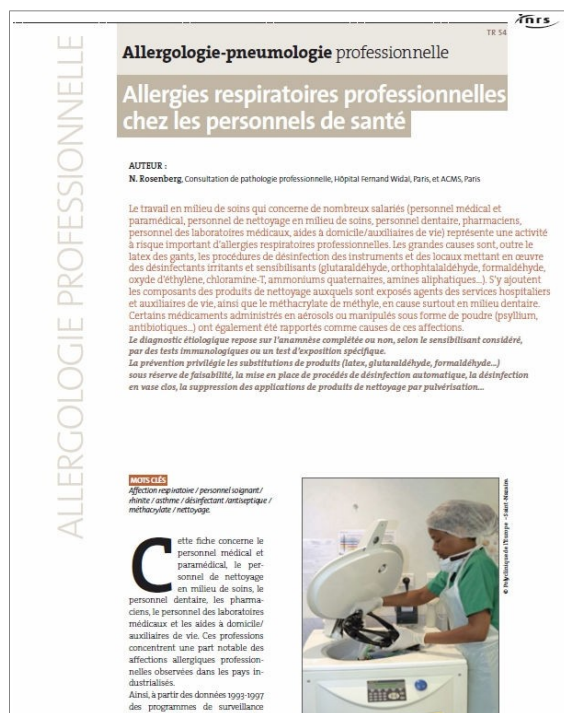 inrs
TR 54
Allergologie-pneumologie professionnelle
Allergies respiratoires professionnelles
chez les personnels de santé
ALLERGOLOGIE PROFESSIONNELLE
AUTEUR :
N. Rosenberg, Consultation de pathologie professionnelle, Hôpital Fernand Widal, Paris, et ACMS, Paris
Le travail en milieu de soins qui concerne de nombreux salariés (personnel médical et
paramédical, personnel de nettoyage en milieu de soins, personnel dentaire, pharmaciens,
personnel des laboratoires médicaux, aides à domicile/auxiliaires de vie) représente une activité
à risque important d'allergies respiratoires professionnelles. Les grandes causes sont, outre le
latex des gants, les procédures de désinfection des instruments et des locaux mettant en œuvre
des désinfectants irritants et sensibilisants (glutaraldéhyde, orthophtalaldéhyde, formaldéhyde,
oxyde d'éthylène, chloramine-T, ammoniums quaternaires, amines aliphatiques...). S'y ajoutent
les composants des produits de nettoyage auxquels sont exposés agents des services hospitaliers
et auxiliaires de vie, ainsi que le méthacrylate de méthyle, en cause surtout en milieu dentaire.
Certains médicaments administrés en aérosols ou manipulés sous forme de poudre (psyllium,
antibiotiques...) ont également été rapportés comme causes de ces affections.
Le diagnostic étiologique repose sur l'anamnèse complétée ou non, selon le sensibilisant considéré,
par des tests immunologiques ou un test d'exposition spécifique.
La prévention privilégie les substitutions de produits (latex, glutaraldéhyde, formaldéhyde...)
sous réserve de faisabilité, la mise en place de procédés de désinfection automatique, la désinfection
en vase clos, la suppression des applications de produits de nettoyage par pulvérisation...
MOTS CLÉS
Affection respiratoire / personnel soignant /
rhinite / asthme / désinfectant /antiseptique /
méthacrylate / nettoyage.
Cette fiche concerne le
personnel médical et
paramédical, le per-
sonnel de nettoyage
en milieu de soins, le
personnel dentaire, les pharma-
ciens, le personnel des laboratoires
médicaux et les aides à domicile/
auxiliaires de vie. Ces professions
concentrent une part notable des
affections allergiques profession-
nelles observées dans les pays in-
dustrialisés.
Ainsi, à partir des données 1993-1997
des programmes de surveillance
© Polyclinique de l'Europe - Saint-Nazaire